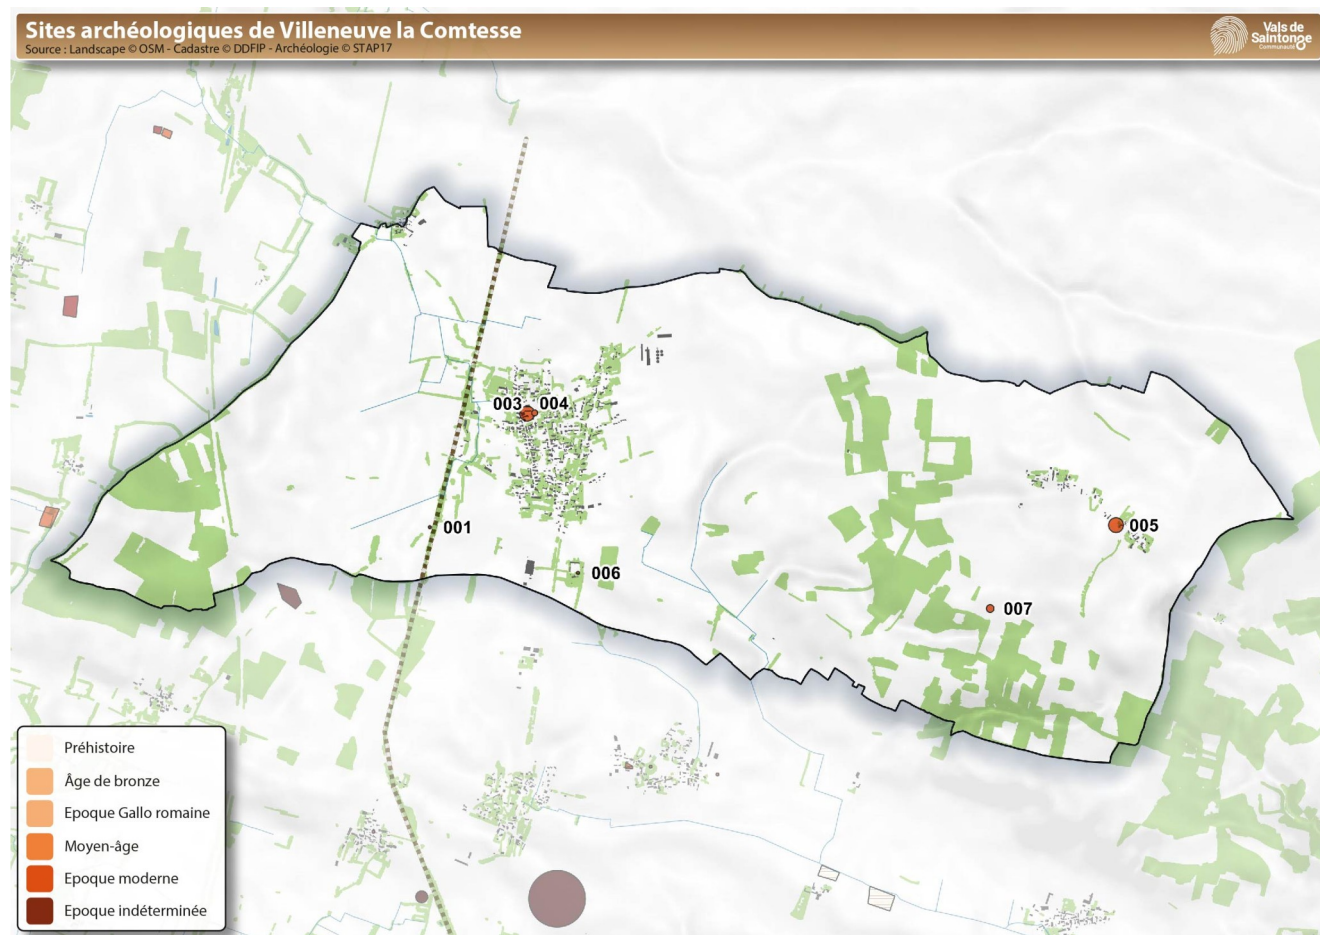 Sites archéologiques de Villeneuve la Comtesse
Source : Landscape © OSM - Cadastre © DDFIP - Archéologie © STAP17
Vals de
Saintonge
Communauté
003
004
001
005
006
007
Préhistoire
Âge de bronze
Epoque Gallo romaine
Moyen-âge
Epoque moderne
Epoque indéterminée